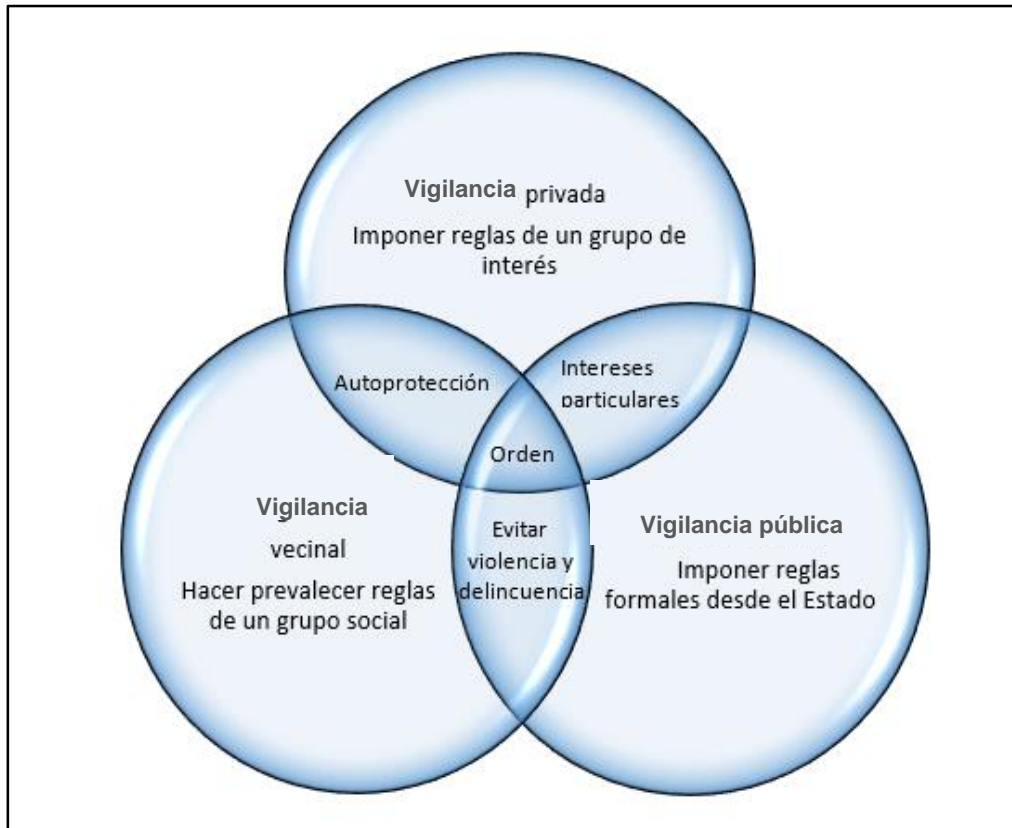 Vigilancia privada
Imponer reglas de un grupo de
interés
Autoprotección
Intereses
particulares
Orden
Vigilancia
vecinal
Hacer prevalecer reglas
de un grupo social
Evitar
violencia y
delincuencia
Vigilancia pública
Imponer reglas
formales desde el Estado